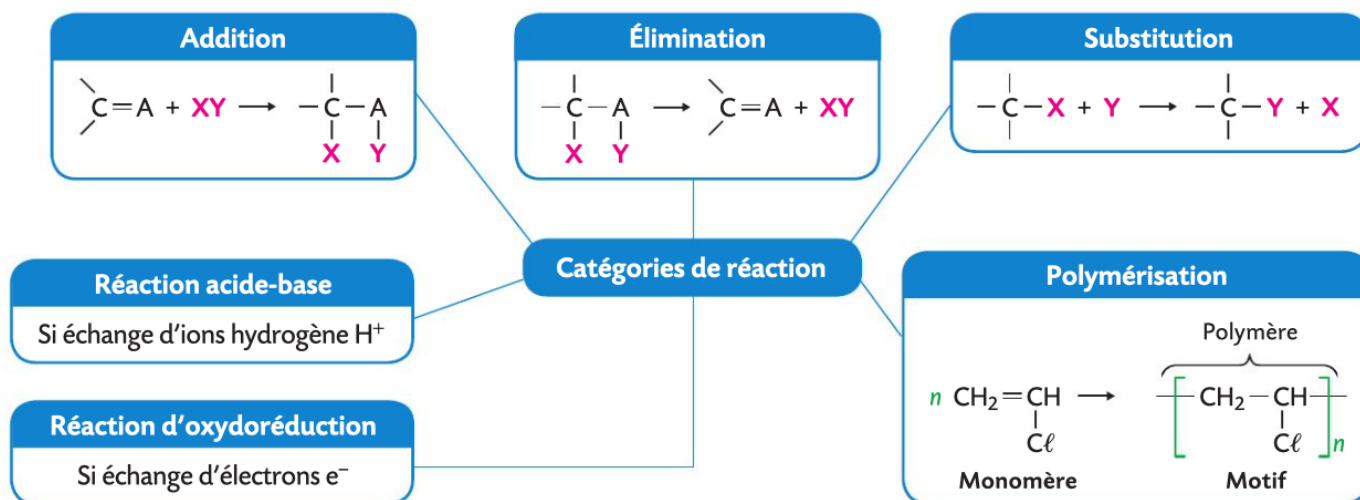 Addition
C=A + XY → –C–A
X Y
Élimination
–C–A → C=A + XY
X Y
Substitution
–C–X + Y → –C–Y + X
Catégories de réaction
Réaction acide-base
Si échange d'ions hydrogène H⁺
Réaction d'oxydoréduction
Si échange d'électrons e⁻
Polymérisation
Polymère
n CH₂=CH → [CH₂–CH]n
Cℓ Cℓ
Monomère Motif